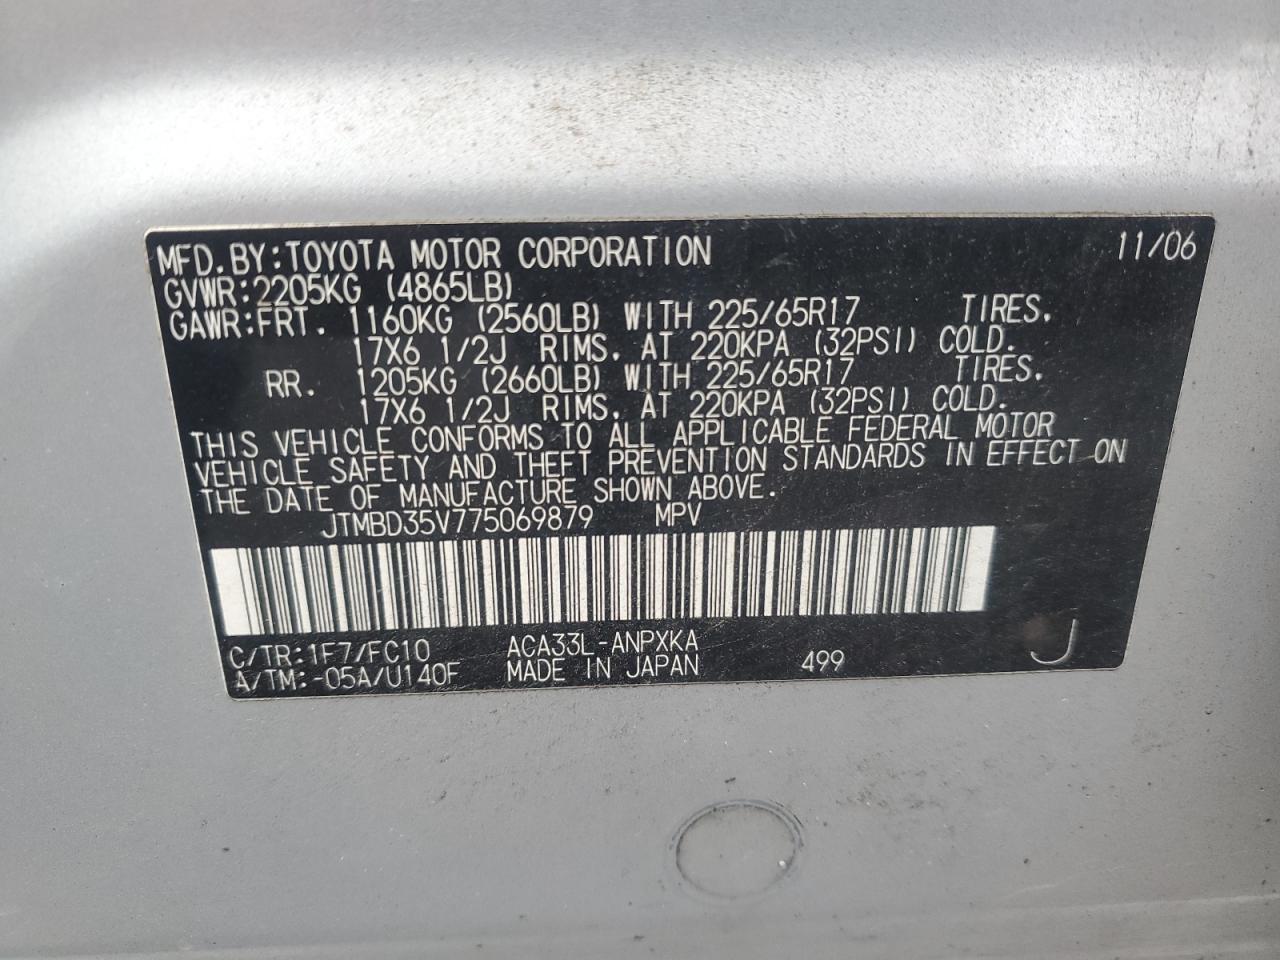 MFD.BY:TOYOTA MOTOR CORPORATION 11/06
GVWR:2205KG (4865LB)
GAWR:FRT. 1160KG (2560LB) WITH 225/65R17 TIRES.
17X6 1/2J RIMS. AT 220KPA (32PSI) COLD.
RR. 1205KG (2660LB) WITH 225/65R17 TIRES.
17X6 1/2J RIMS. AT 220KPA (32PSI) COLD.
THIS VEHICLE CONFORMS TO ALL APPLICABLE FEDERAL MOTOR
VEHICLE SAFETY AND THEFT PREVENTION STANDARDS IN EFFECT ON
THE DATE OF MANUFACTURE SHOWN ABOVE.
JTMBD35V775069879 MPV
C/TR:1F7/FC10 ACA33L-ANPXKA
A/TM:-05A/U140F MADE IN JAPAN 499 J